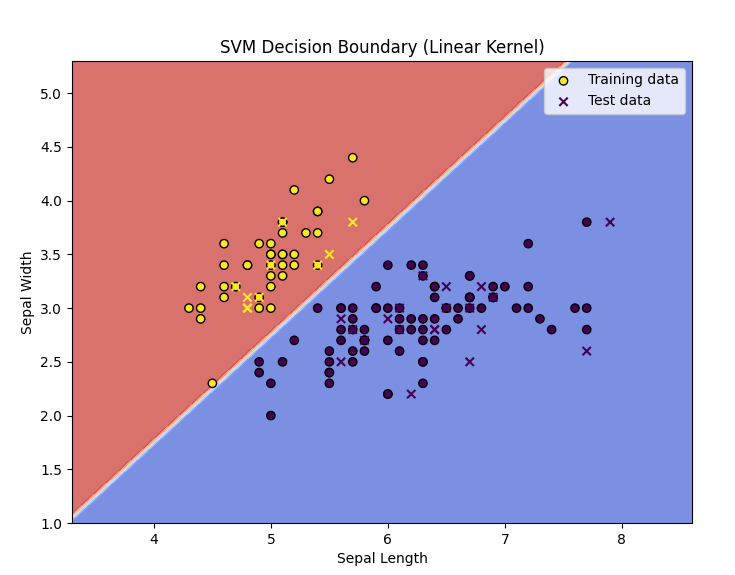 SVM Decision Boundary (Linear Kernel)
Training data
Test data
5.0
4.5
4.0
3.5
3.0
2.5
2.0
1.5
1.0
Sepal Width
4 5 6 7 8
Sepal Length